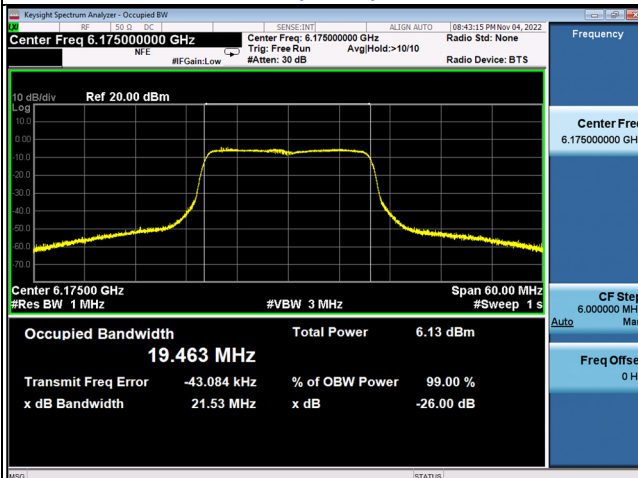 Keysight Spectrum Analyzer - Occupied BW
RF 50 Ω DC SENSE:INT ALIGN AUTO 08:43:15 PM Nov 04, 2022
Center Freq 6.175000000 GHz Center Freq: 6.175000000 GHz Radio Std: None
NFE Trig: Free Run Avg|Hold:>10/10
#IFGain:Low #Atten: 30 dB Radio Device: BTS
Frequency
10 dB/div Ref 20.00 dBm
Log
10.0
0.00
-10.0
-20.0
-30.0
-40.0
-50.0
-60.0
-70.0
Center 6.17500 GHz Span 60.00 MHz
#Res BW 1 MHz #VBW 3 MHz #Sweep 1 s
Occupied Bandwidth Total Power 6.13 dBm
19.463 MHz
Transmit Freq Error -43.084 kHz % of OBW Power 99.00 %
x dB Bandwidth 21.53 MHz x dB -26.00 dB
Center Fre
6.175000000 GH
CF Step
6.000000 MH
Auto Ma
Freq Offse
0 H
MSG STATUS